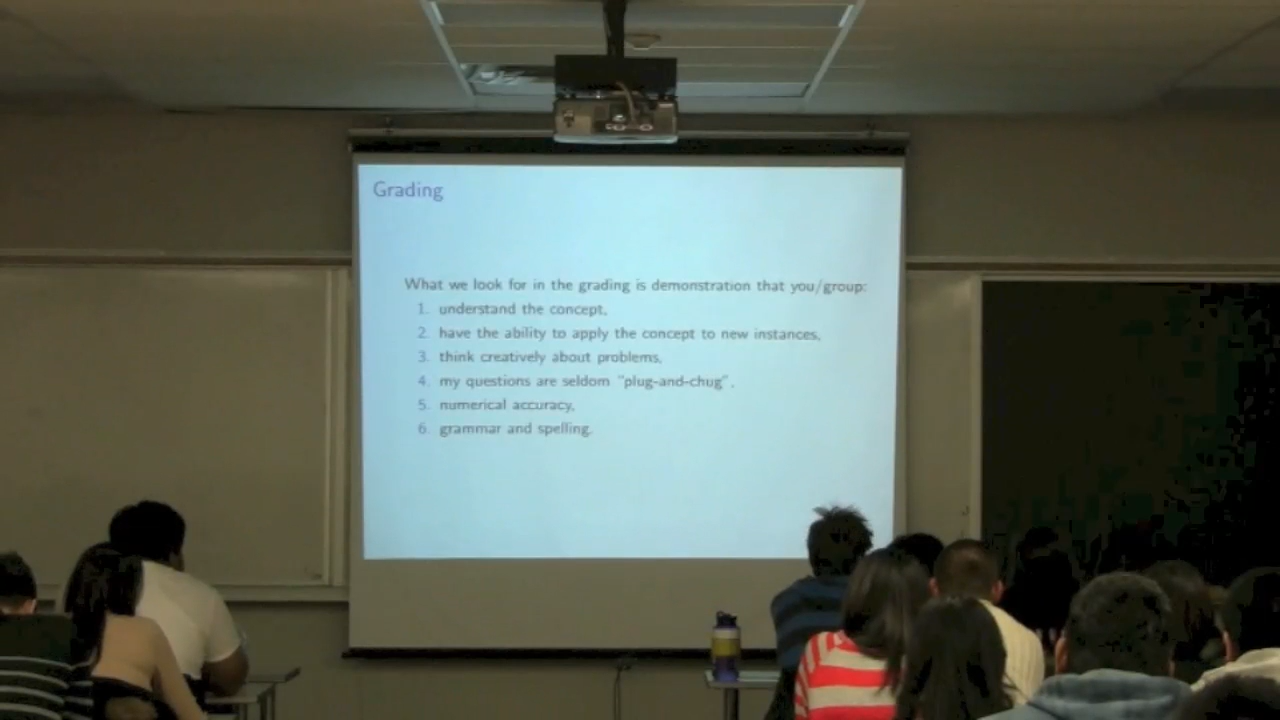 Grading
What we look for in the grading is demonstration that you/group:
1. understand the concept,
2. have the ability to apply the concept to new instances,
3. think creatively about problems,
4. my questions are seldom "plug-and-chug",
5. numerical accuracy,
6. grammar and spelling.